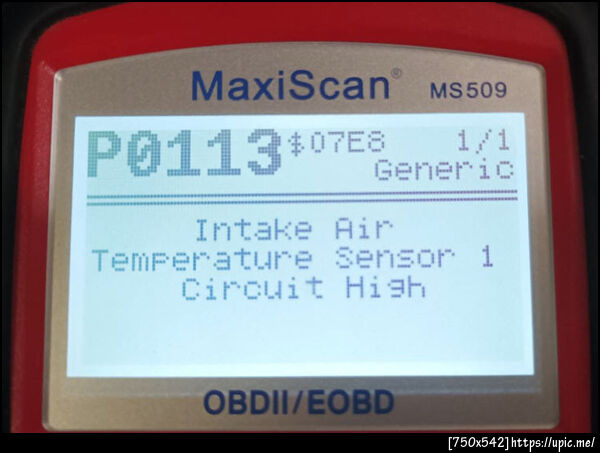 MaxiScan® MS509
P0113 $07E8 1/1
Generic
Intake Air
Temperature Sensor 1
Circuit High
OBDII/EOBD
[750x542]https://upic.me/